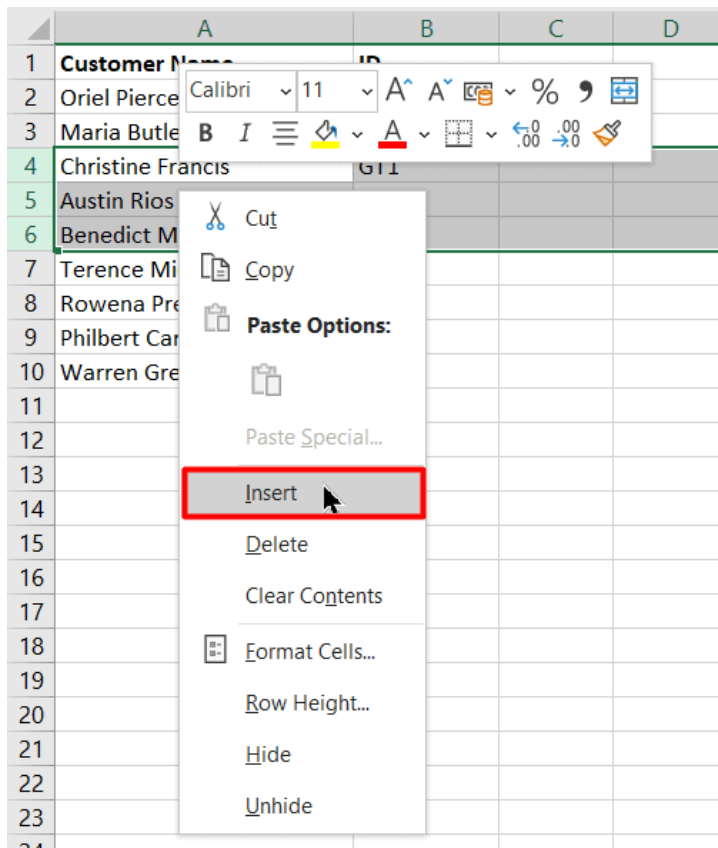 A B C D
1 Customer Name ID
Calibri 11 A A %
2 Oriel Pierce
B I A .00 .00
3 Maria Butle
4 Christine Francis GT1
5 Austin Rios
Cut
6 Benedict M
7 Terence Mi Copy
8 Rowena Pre
Paste Options:
9 Philbert Car
10 Warren Gre
11
12 Paste Special...
13
Insert
14
15 Delete
16
Clear Contents
17
18 Format Cells...
19
20 Row Height...
21 Hide
22
23 Unhide